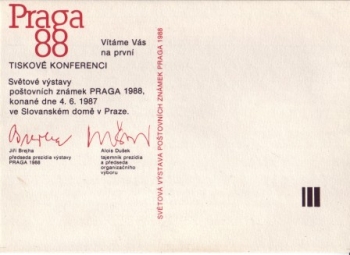 Praga
88
Vítáme Vás
na první
TISKOVÉ KONFERENCI
Světové výstavy
poštovních známek PRAGA 1988,
konané dne 4. 6. 1987
ve Slovanském domě v Praze.
Jiří Brejha
předseda prezidia výstavy
PRAGA 1988
Alois Dušek
tajemník prezidia
a předseda
organizačního
výboru
SVĚTOVÁ VÝSTAVA POŠTOVNÍCH ZNÁMEK PRAGA 1988